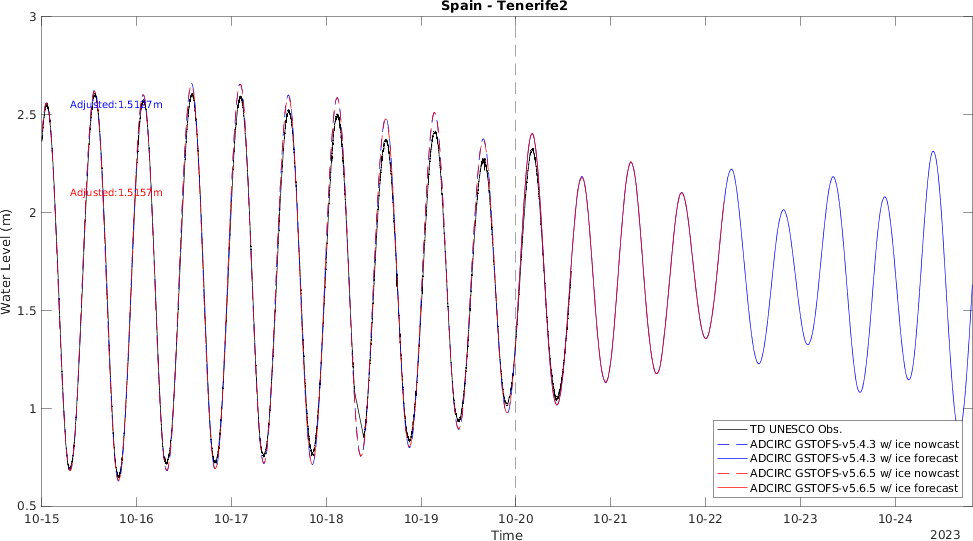 Spain - Tenerife2
3
2.5
2
1.5
1
0.5
Water Level (m)
Adjusted:1.5157m
TD UNESCO Obs.
ADCIRC GSTOFS-v5.4.3 w/ ice nowcast
ADCIRC GSTOFS-v5.4.3 w/ ice forecast
ADCIRC GSTOFS-v5.6.5 w/ ice nowcast
ADCIRC GSTOFS-v5.6.5 w/ ice forecast
10-15 10-16 10-17 10-18 10-19 10-20 10-21 10-22 10-23 10-24
Time
2023